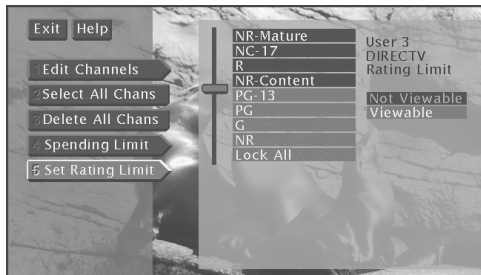 Exit Help
1 Edit Channels
2 Select All Chans
3 Delete All Chans
4 Spending Limit
5 Set Rating Limit
NR-Mature
NC-17
R
NR-Content
PG-13
PG
G
NR
Lock All
User 3
DIRECTV
Rating Limit
Not Viewable
Viewable